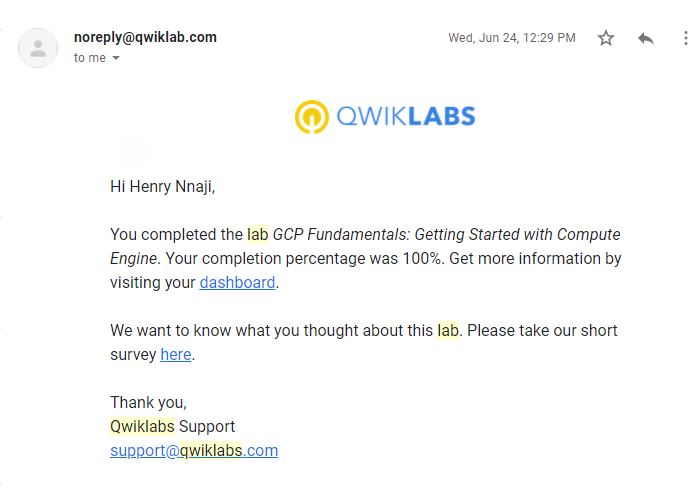 noreply@qwiklab.com
Wed, Jun 24, 12:29 PM
to me
QWIKLABS
Hi Henry Nnaji,
You completed the lab GCP Fundamentals: Getting Started with Compute
Engine. Your completion percentage was 100%. Get more information by
visiting your dashboard.
We want to know what you thought about this lab. Please take our short
survey here.
Thank you,
Qwiklabs Support
support@qwiklabs.com